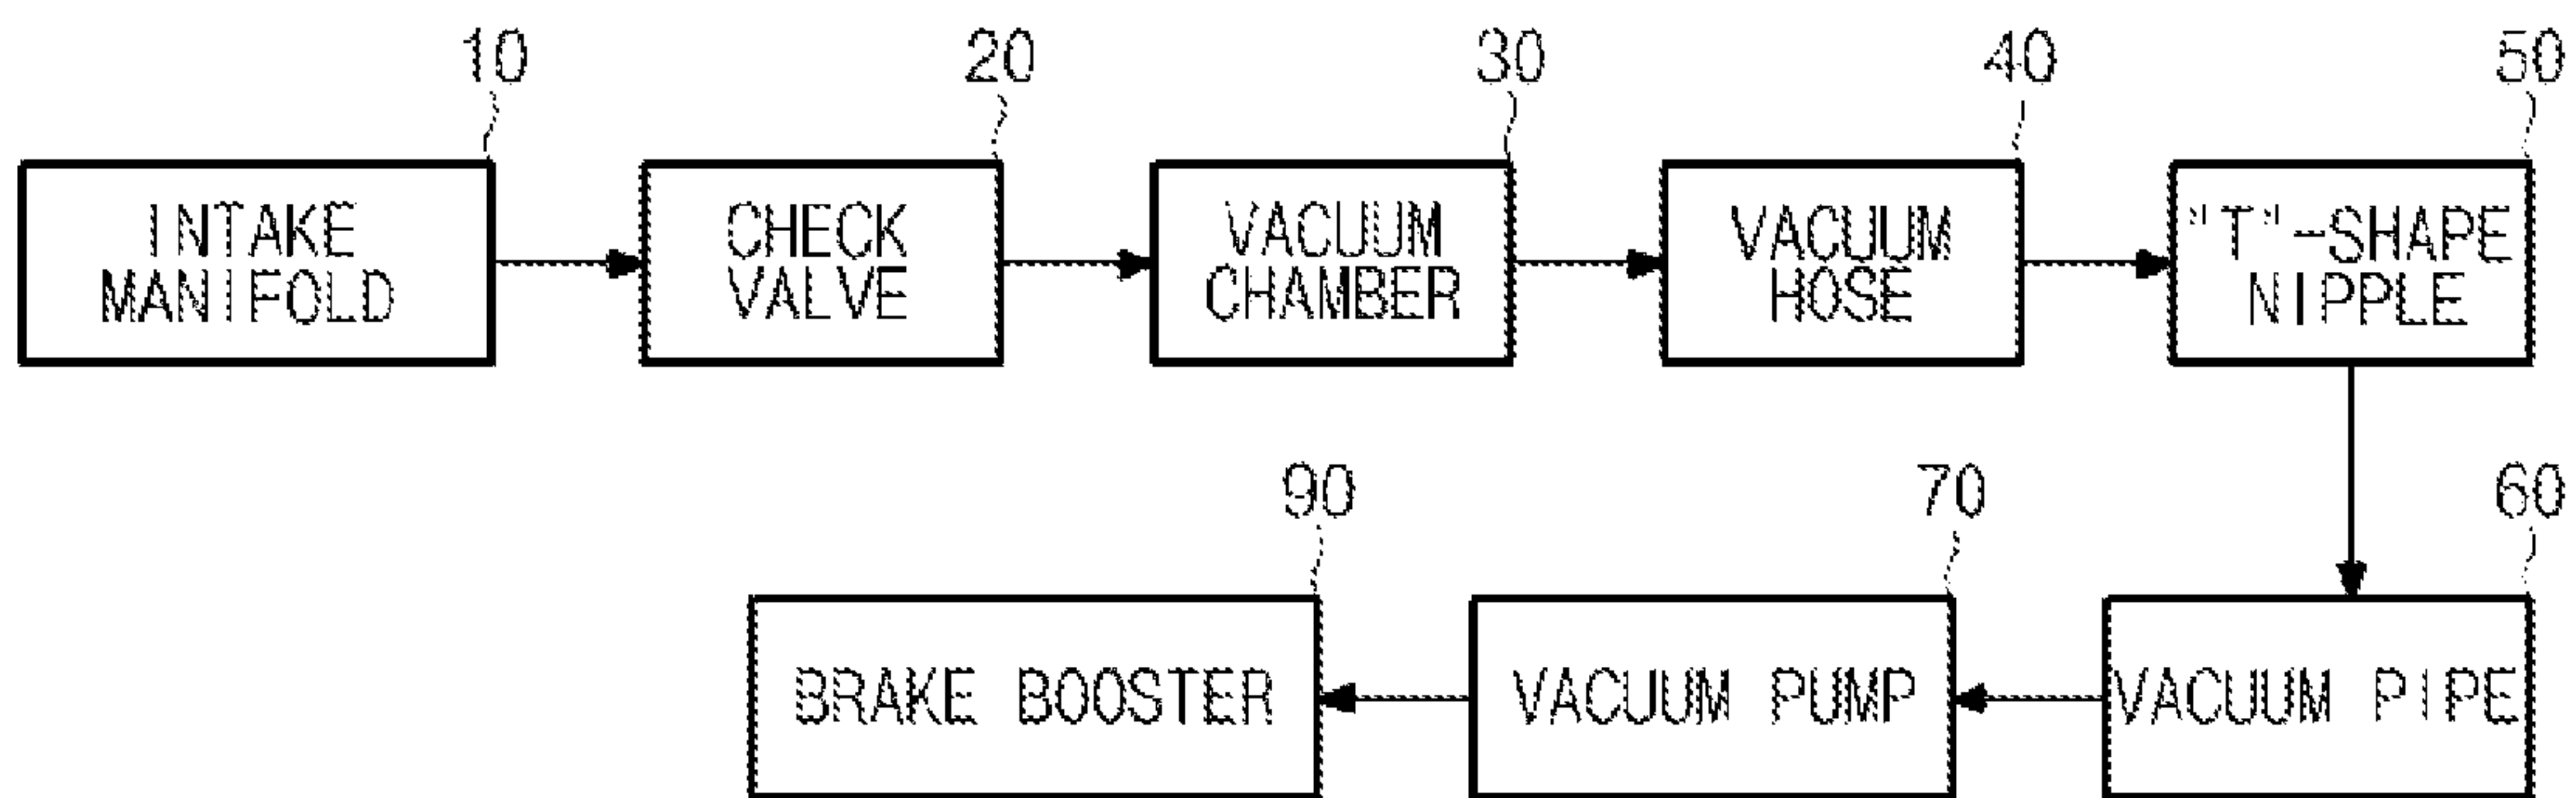 10 20 30 40 50
INTAKE CHECK VACUUM VACUUM "T"-SHAPE
MANIFOLD VALVE CHAMBER HOSE NIPPLE
90 70 60
BRAKE BOOSTER VACUUM PUMP VACUUM PIPE